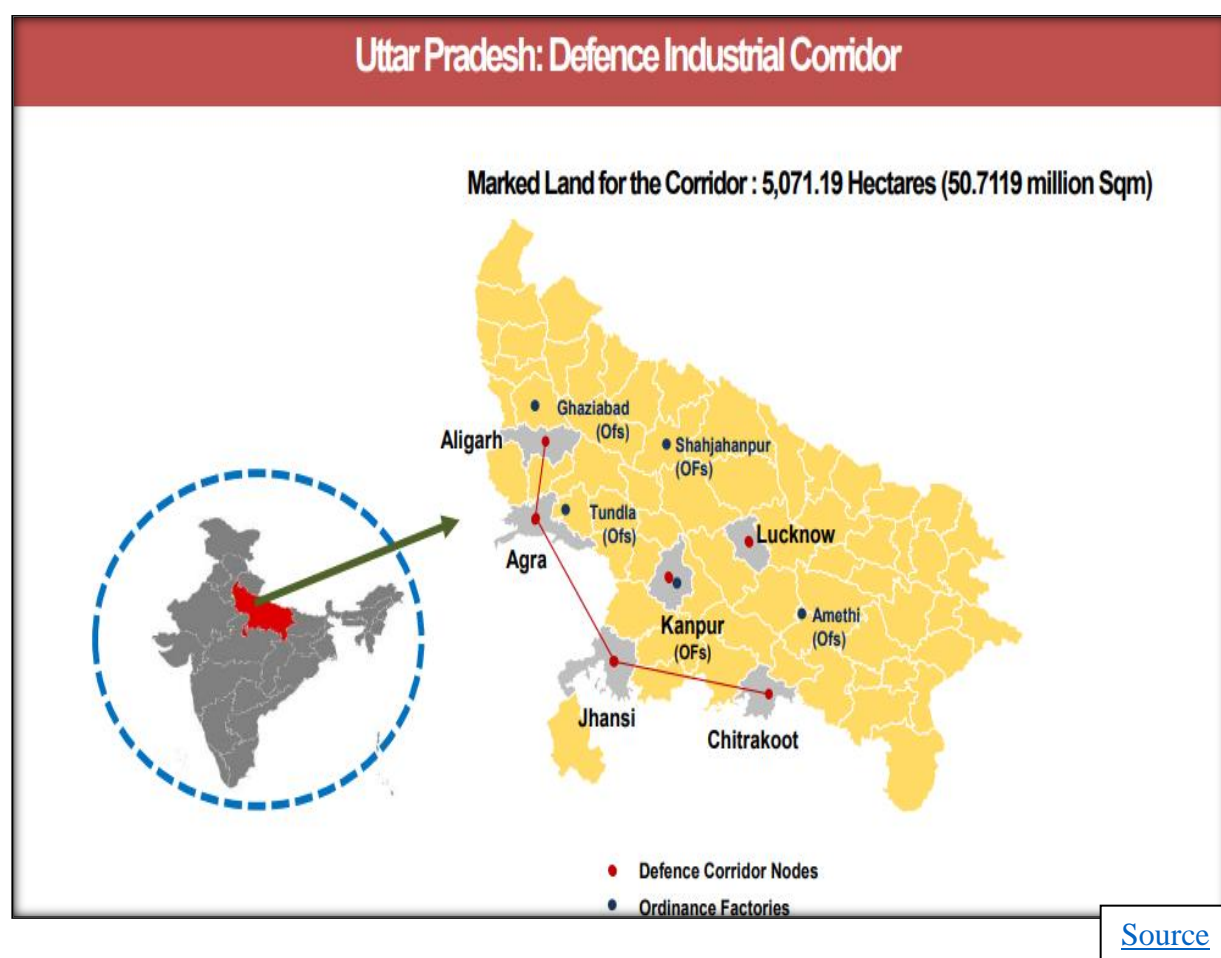 Uttar Pradesh: Defence Industrial Corridor
Marked Land for the Corridor : 5,071.19 Hectares (50.7119 million Sqm)
Ghaziabad
(Ofs)
Aligarh
Shahjahanpur
(OFs)
Tundla
(Ofs)
Agra
Lucknow
Kanpur
(OFs)
Amethi
(Ofs)
Jhansi
Chitrakoot
Defence Corridor Nodes
Ordinance Factories
Source